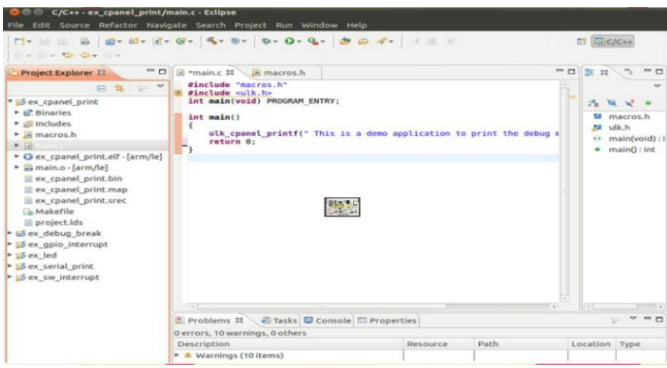 C/C++ - ex_cpanel_print/main.c - Eclipse
File Edit Source Refactor Navigate Search Project Run Window Help
C/C++
Project Explorer
*main.c
macros.h
ex_cpanel_print
Binaries
Includes
macros.h
main.c
ex_cpanel_print.elf - [arm/le]
main.o - [arm/le]
ex_cpanel_print.bin
ex_cpanel_print.map
ex_cpanel_print.srec
Makefile
project.lds
ex_debug_break
ex_gpio_interrupt
ex_led
ex_serial_print
ex_sw_interrupt
#include "macros.h"
#include <ulk.h>
int main(void) PROGRAM_ENTRY;
int main()
{
ulk_cpanel_printf(" This is a demo application to print the debug m
return 0;
}
macros.h
ulk.h
main(void) : i
main() : int
Problems Tasks Console Properties
0 errors, 10 warnings, 0 others
Description Resource Path Location Type
Warnings (10 items)